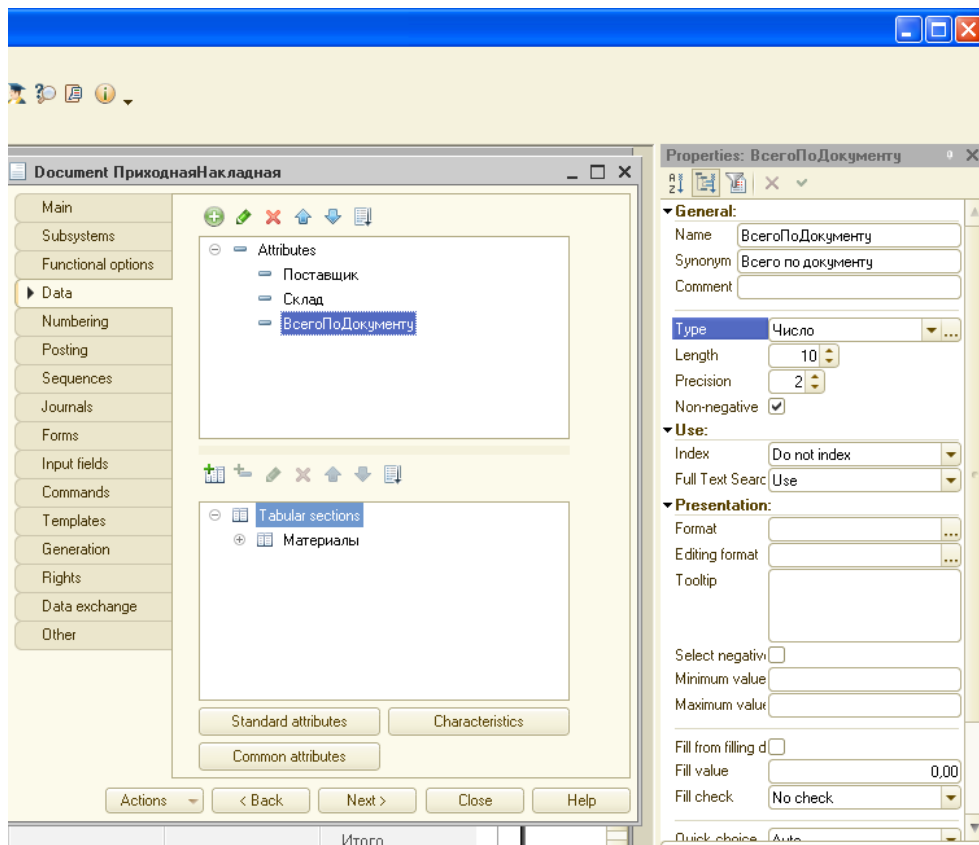 Document ПриходнаяНакладная
Main
Subsystems
Functional options
Data
Numbering
Posting
Sequences
Journals
Forms
Input fields
Commands
Templates
Generation
Rights
Data exchange
Other
Attributes
Поставщик
Склад
ВсегоПоДокументу
Tabular sections
Материалы
Standard attributes
Characteristics
Common attributes
Actions
< Back
Next >
Close
Help
Итого
Properties: ВсегоПоДокументу
General:
Name ВсегоПоДокументу
Synonym Всего по документу
Comment
Type Число
Length 10
Precision 2
Non-negative
Use:
Index Do not index
Full Text Searc Use
Presentation:
Format
Editing format
Tooltip
Select negativ
Minimum value
Maximum value
Fill from filling d
Fill value 0,00
Fill check No check
Quick choice Auto